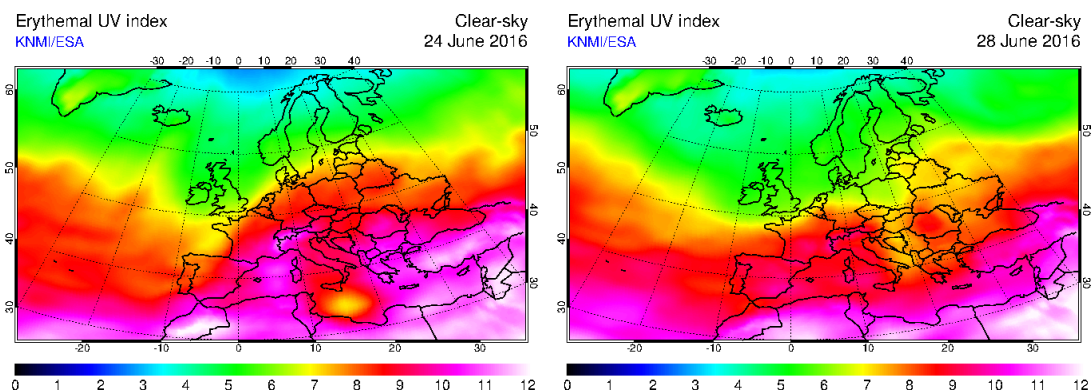 Erythemal UV index
Clear-sky
KNMI/ESA
24 June 2016
-30 -20 -10 0 10 20 30 40
60 50 40 30
50 40 30
-20 -10 0 10 20 30
0 1 2 3 4 5 6 7 8 9 10 11 12
Erythemal UV index
Clear-sky
KNMI/ESA
28 June 2016
-30 -20 -10 0 10 20 30 40
60 50 40 30
50 40 30
-20 -10 0 10 20 30
0 1 2 3 4 5 6 7 8 9 10 11 12